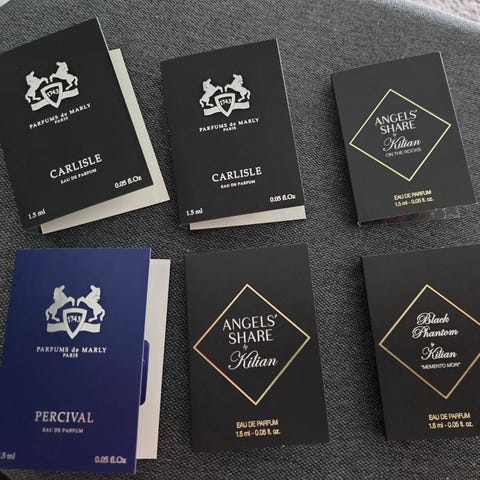 1743
PARFUMS de MARLY
PARIS
CARLISLE
EAU DE PARFUM
1.5 ml 0.05 fl.Oz
1743
PARFUMS de MARLY
PARIS
CARLISLE
EAU DE PARFUM
1.5 ml 0.05 fl.Oz
ANGELS'
SHARE
by
Kilian
ON THE ROCKS
EAU DE PARFUM
1.5 ml - 0.05 fl. oz.
1743
PARFUMS de MARLY
PARIS
PERCIVAL
EAU DE PARFUM
.5 ml 0.05 fl.Oz
ANGELS'
SHARE
by
Kilian
EAU DE PARFUM
1.5 ml - 0.05 fl. oz.
Black
Phantom
by
Kilian
"MEMENTO MORI"
EAU DE PARFUM
1.5 ml - 0.05 fl. oz.